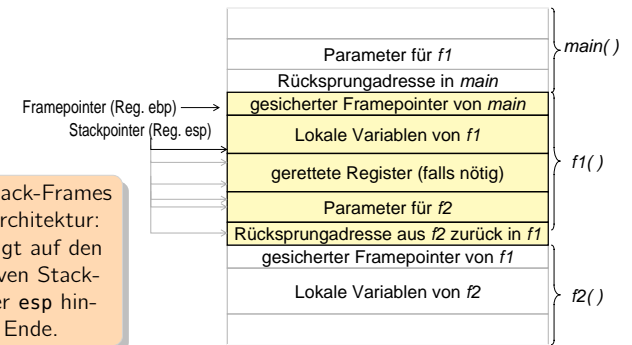 Parameter für f1
Rücksprungadresse in main
main( )
Framepointer (Reg. ebp)
gesicherter Framepointer von main
Stackpointer (Reg. esp)
Lokale Variablen von f1
gerettete Register (falls nötig)
f1( )
Parameter für f2
Rücksprungadresse aus f2 zurück in f1
gesicherter Framepointer von f1
Lokale Variablen von f2
f2( )
tack-Frames
rchitektur:
gt auf den
ven Stack-
er esp hin-
Ende.